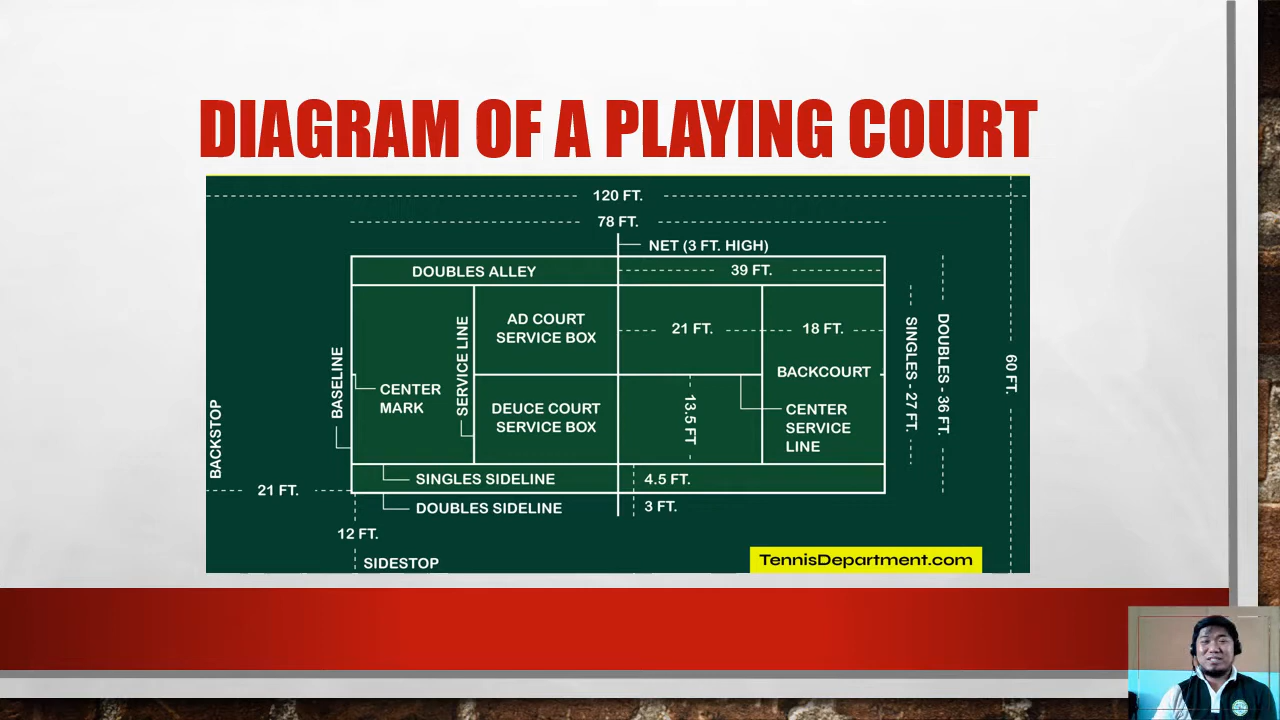 DIAGRAM OF A PLAYING COURT
120 FT.
78 FT.
NET (3 FT. HIGH)
DOUBLES ALLEY
39 FT.
AD COURT
SERVICE BOX
21 FT.
18 FT.
BASELINE
CENTER
MARK
SERVICE LINE
DEUCE COURT
SERVICE BOX
13.5 FT
BACKCOURT
CENTER
SERVICE
LINE
SINGLES - 27 FT.
DOUBLES - 36 FT.
60 FT.
BACKSTOP
SINGLES SIDELINE
4.5 FT.
21 FT.
DOUBLES SIDELINE
3 FT.
12 FT.
SIDESTOP
TennisDepartment.com